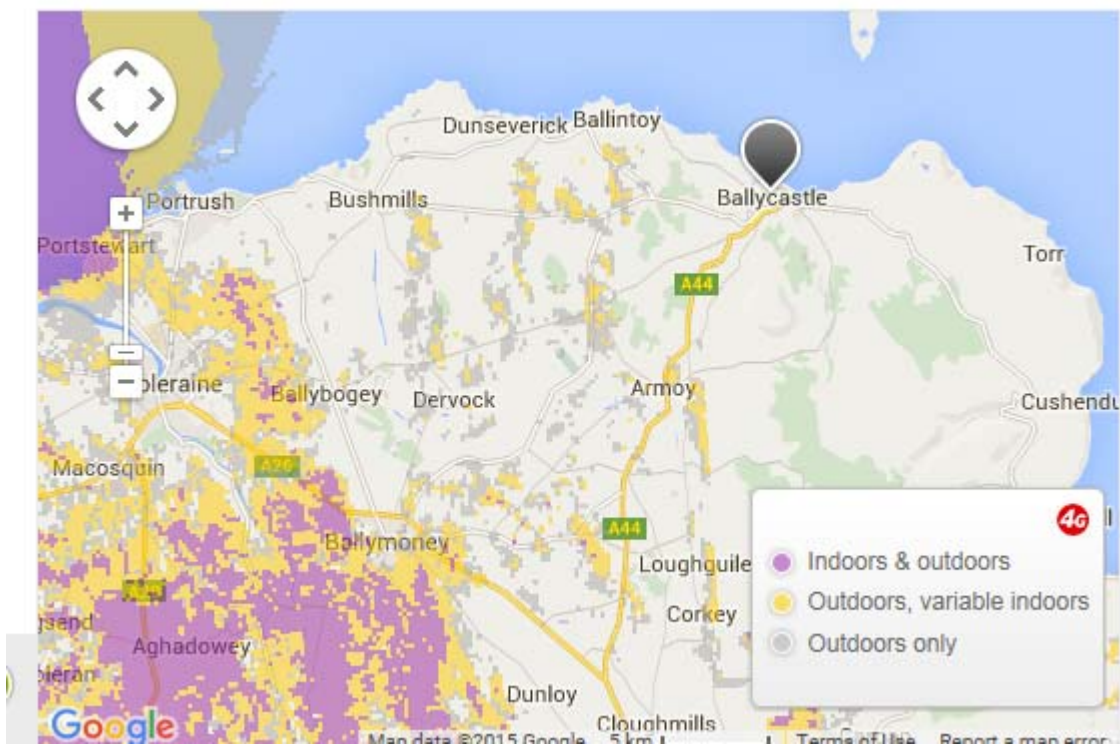 Dunseverick
Ballintoy
Portrush
Bushmills
Ballycastle
Portstewart
Torr
A44
Ballybogey
Dervock
Armoy
Macosquin
A26
A44
4G
Ballymoney
Loughguile
Indoors & outdoors
Outdoors, variable indoors
Corkey
Outdoors only
Aghadowey
Dunloy
Google
Cloughmills
Map data ©2015 Google
5 km
Terms of Use
Report a map error